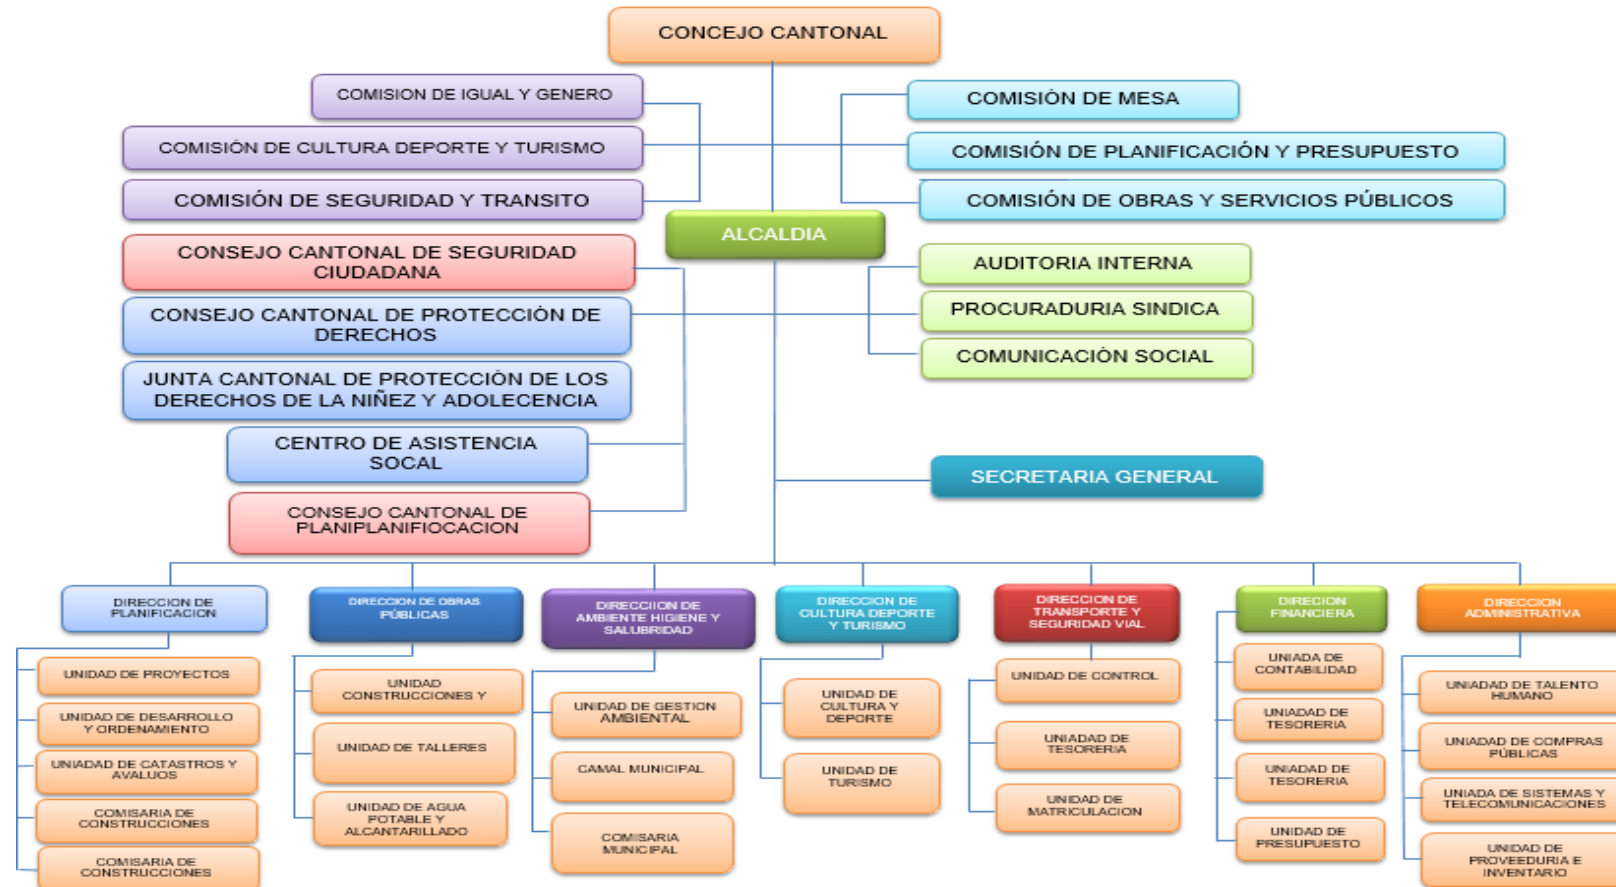 CONCEJO CANTONAL
COMISION DE IGUAL Y GENERO
COMISIÓN DE CULTURA DEPORTE Y TURISMO
COMISIÓN DE SEGURIDAD Y TRANSITO
COMISIÓN DE MESA
COMISIÓN DE PLANIFICACIÓN Y PRESUPUESTO
COMISIÓN DE OBRAS Y SERVICIOS PÚBLICOS
ALCALDIA
CONSEJO CANTONAL DE SEGURIDAD
CIUDADANA
CONSEJO CANTONAL DE PROTECCIÓN DE
DERECHOS
JUNTA CANTONAL DE PROTECCIÓN DE LOS
DERECHOS DE LA NIÑEZ Y ADOLECENCIA
CENTRO DE ASISTENCIA
SOCAL
CONSEJO CANTONAL DE
PLANIPLANIFIOCACION
AUDITORIA INTERNA
PROCURADURIA SINDICA
COMUNICACIÓN SOCIAL
SECRETARIA GENERAL
DIRECCION DE
PLANIFICACION
UNIDAD DE PROYECTOS
UNIDAD DE DESARROLLO
Y ORDENAMIENTO
UNIADAD DE CATASTROS Y
AVALUOS
COMISARIA DE
CONSTRUCCIONES
COMISARIA DE
CONSTRUCCIONES
DIRECCION DE OBRAS
PÚBLICAS
UNIDAD
CONSTRUCCIONES Y
UNIDAD DE TALLERES
UNIDAD DE AGUA
POTABLE Y
ALCANTARILLADO
DIRECCIION DE
AMBIENTE HIGIENE Y
SALUBRIDAD
UNIDAD DE GESTION
AMBIENTAL
CAMAL MUNICIPAL
COMISARIA
MUNICIPAL
DIRECCION DE
CULTURA DEPORTE
Y TURISMO
UNIDAD DE
CULTURA Y
DEPORTE
UNIDAD DE
TURISMO
DIRECCION DE
TRANSPORTE Y
SEGURIDAD VIAL
UNIDAD DE CONTROL
UNIADAD DE
TESORERIA
UNIDAD DE
MATRICULACION
DIRECION
FINANCIERA
UNIADA DE
CONTABILIDAD
UNIADAD DE
TESORERIA
UNIADAD DE
TESORERIA
UNIDAD DE
PRESUPUESTO
DIRECCION
ADMINISTRATIVA
UNIADAD DE TALENTO
HUMANO
UNIADAD DE COMPRAS
PÚBLICAS
UNIADA DE SISTEMAS Y
TELECOMUNICACIONES
UNIDAD DE
PROVEEDURIA E
INVENTARIO